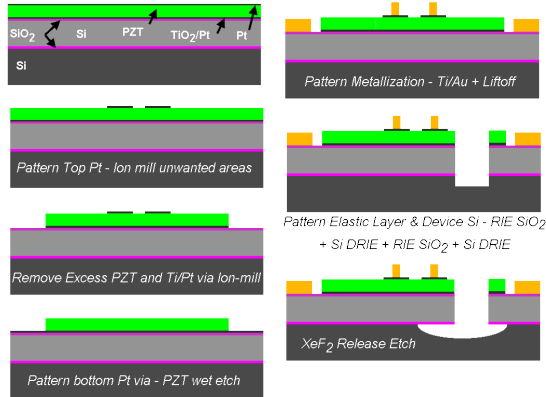 SiO2
Si
PZT
TiO2/Pt
Pt
Si
Pattern Top Pt - Ion mill unwanted areas
Remove Excess PZT and Ti/Pt via Ion-mill
Pattern bottom Pt via - PZT wet etch
Pattern Metallization - Ti/Au + Liftoff
Pattern Elastic Layer & Device Si - RIE SiO2
+ Si DRIE + RIE SiO2 + Si DRIE
XeF2 Release Etch